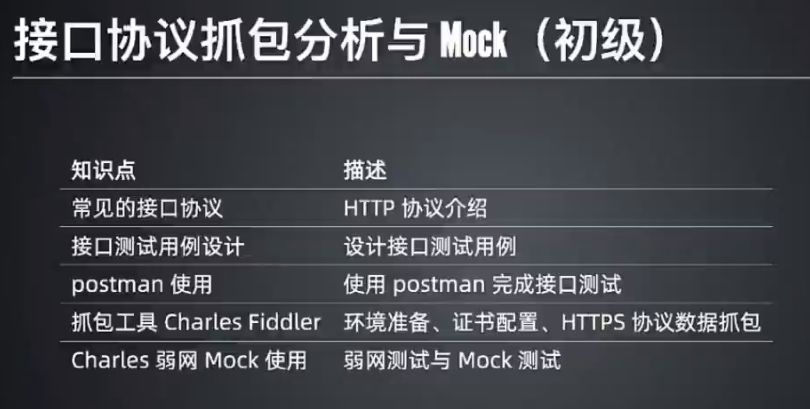 接口协议抓包分析与 Mock（初级）
知识点 描述
常见的接口协议 HTTP 协议介绍
接口测试用例设计 设计接口测试用例
postman 使用 使用 postman 完成接口测试
抓包工具 Charles Fiddler 环境准备、证书配置、HTTPS 协议数据抓包
Charles 弱网 Mock 使用 弱网测试与 Mock 测试